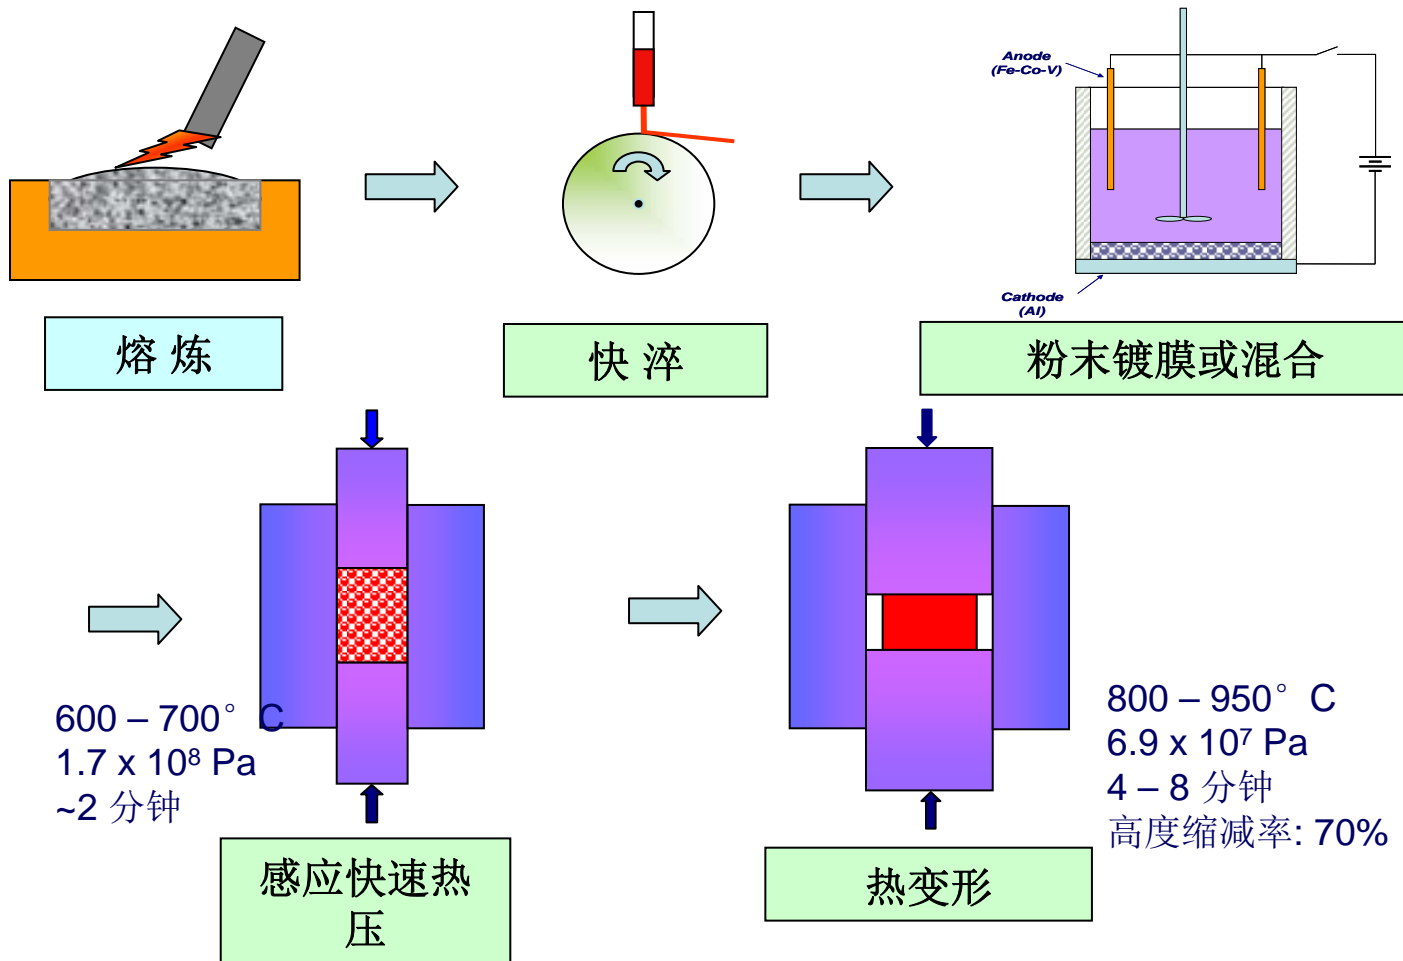 Anode
(Fe-Co-V)
Cathode
(Al)
熔 炼
快 淬
粉末镀膜或混合
600 – 700° C
1.7 x 10⁸ Pa
~2 分钟
感应快速热
压
800 – 950° C
6.9 x 10⁷ Pa
4 – 8 分钟
高度缩减率: 70%
热变形